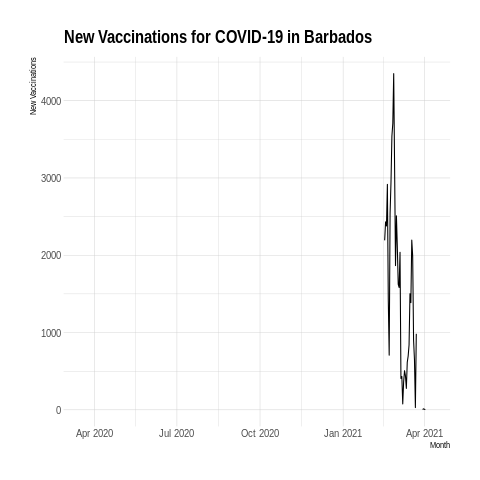 New Vaccinations for COVID-19 in Barbados
New Vaccinations
4000
3000
2000
1000
0
Apr 2020 Jul 2020 Oct 2020 Jan 2021 Apr 2021
Month